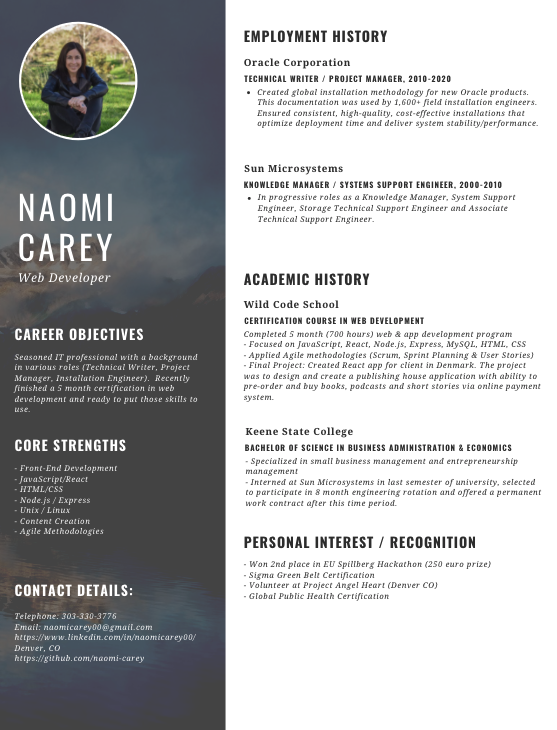 NAOMI
CAREY
Web Developer
CAREER OBJECTIVES
Seasoned IT professional with a background
in various roles (Technical Writer, Project
Manager, Installation Engineer).  Recently
finished a 5 month certification in web
development and ready to put those skills to
use.
CORE STRENGTHS
- Front-End Development
- JavaScript/React
- HTML/CSS
- Node.js / Express
- Unix / Linux
- Content Creation
- Agile Methodologies
CONTACT DETAILS:
Telephone: 303-330-3776
Email: naomicarey00@gmail.com
https://www.linkedin.com/in/naomicarey00/
Denver, CO
https://github.com/naomi-carey
EMPLOYMENT HISTORY
Oracle Corporation
TECHNICAL WRITER / PROJECT MANAGER, 2010-2020
• Created global installation methodology for new Oracle products.
This documentation was used by 1,600+ field installation engineers.
Ensured consistent, high-quality, cost-effective installations that
optimize deployment time and deliver system stability/performance.
Sun Microsystems
KNOWLEDGE MANAGER / SYSTEMS SUPPORT ENGINEER, 2000-2010
• In progressive roles as a Knowledge Manager, System Support
Engineer, Storage Technical Support Engineer and Associate
Technical Support Engineer.
ACADEMIC HISTORY
Wild Code School
CERTIFICATION COURSE IN WEB DEVELOPMENT
Completed 5 month (700 hours) web & app development program
- Focused on JavaScript, React, Node.js, Express, MySQL, HTML, CSS
- Applied Agile methodologies (Scrum, Sprint Planning & User Stories)
- Final Project: Created React app for client in Denmark. The project
was to design and create a publishing house application with ability to
pre-order and buy books, podcasts and short stories via online payment
system.
Keene State College
BACHELOR OF SCIENCE IN BUSINESS ADMINISTRATION & ECONOMICS
- Specialized in small business management and entrepreneurship
management
- Interned at Sun Microsystems in last semester of university, selected
to participate in 8 month engineering rotation and offered a permanent
work contract after this time period.
PERSONAL INTEREST / RECOGNITION
- Won 2nd place in EU Spillberg Hackathon (250 euro prize)
- Sigma Green Belt Certification
- Volunteer at Project Angel Heart (Denver CO)
- Global Public Health Certification